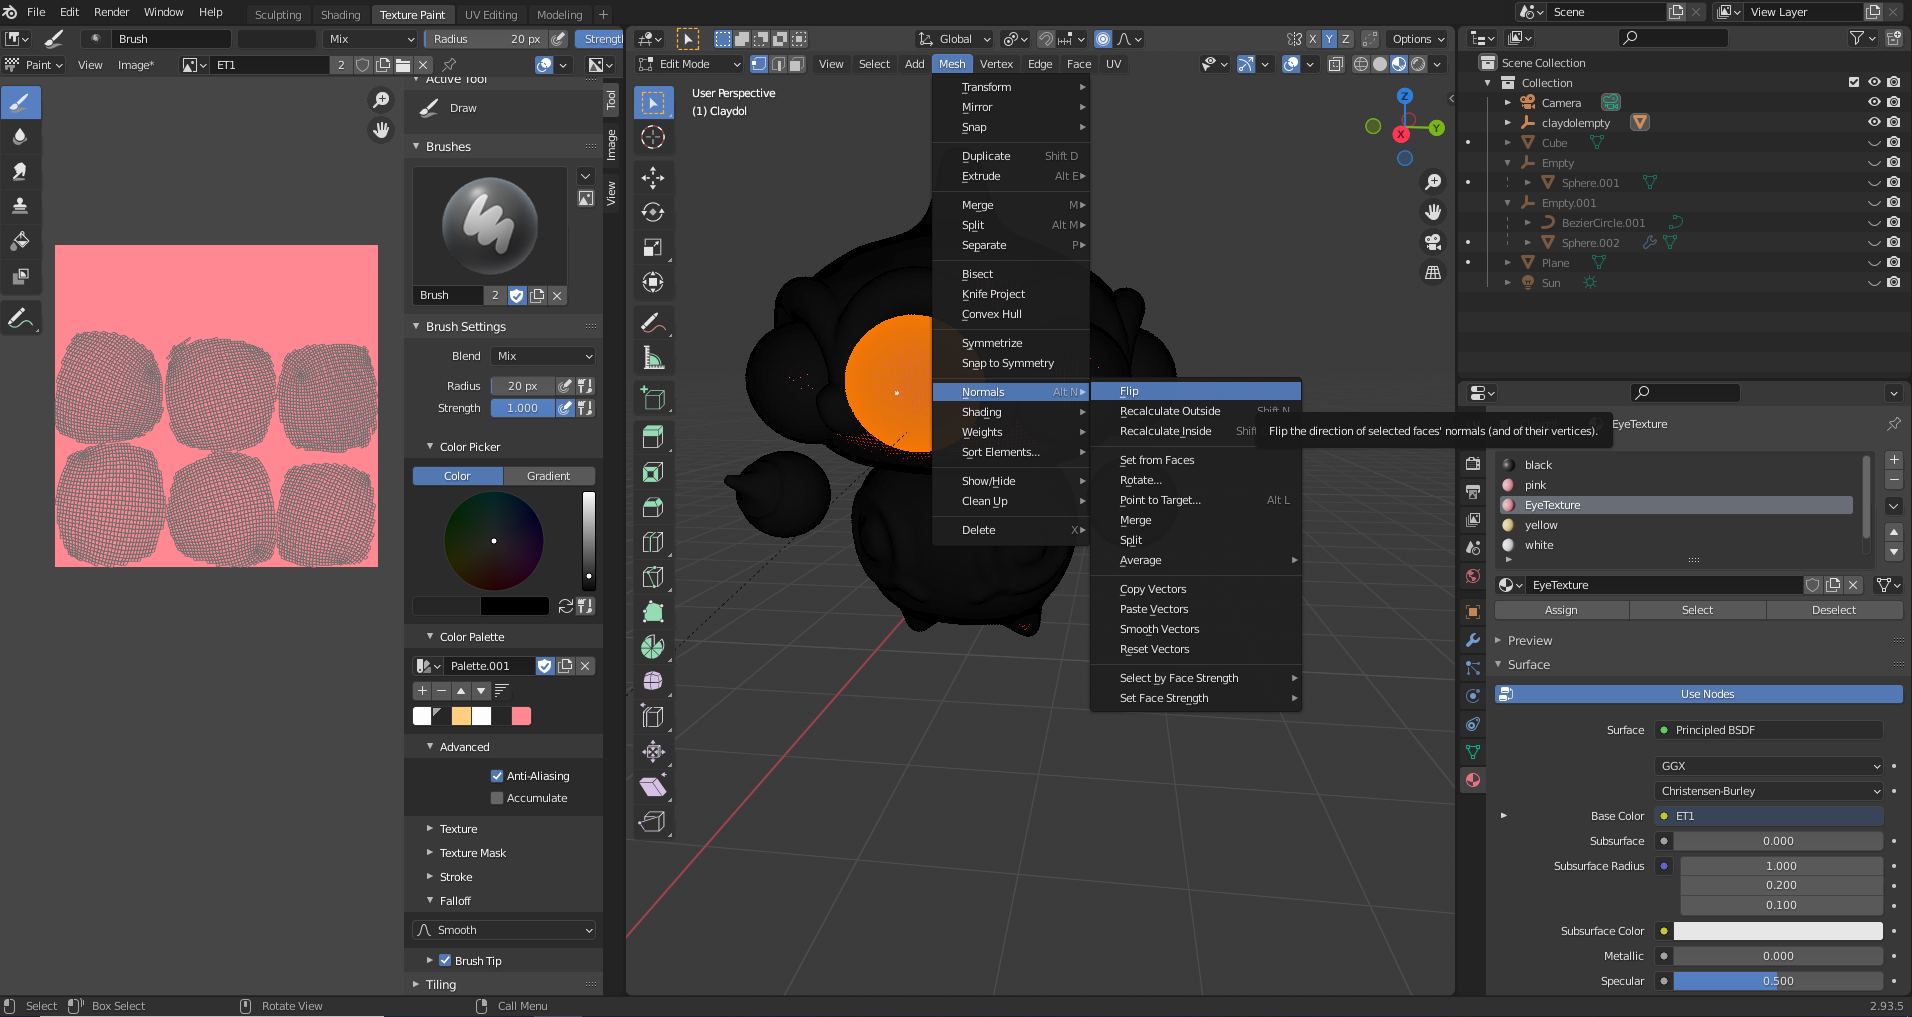 File Edit Render Window Help
Sculpting Shading Texture Paint UV Editing Modeling +
Scene
View Layer
Brush
Mix
Radius 20 px
Strengtl
Global
X Y Z
Options
Paint View Image*
ET1
2
Edit Mode
View Select Add Mesh Vertex Edge Face UV
Active Tool
Draw
Tool
Image
View
Brushes
Brush
2
Brush Settings
Blend Mix
Radius 20 px
Strength 1.000
Color Picker
Color Gradient
Color Palette
Palette.001
Advanced
Anti-Aliasing
Accumulate
Texture
Texture Mask
Stroke
Falloff
Smooth
Brush Tip
Tiling
User Perspective
(1) Claydol
Z
Y
X
Transform
Mirror
Snap
Duplicate Shift D
Extrude Alt E
Merge M
Split Alt M
Separate P
Bisect
Knife Project
Convex Hull
Symmetrize
Snap to Symmetry
Normals Alt N
Shading
Weights
Sort Elements...
Show/Hide
Clean Up
Delete X
Flip
Recalculate Outside Shift N
Recalculate Inside Shift
Flip the direction of selected faces' normals (and of their vertices).
Set from Faces
Rotate...
Point to Target... Alt L
Merge
Split
Average
Copy Vectors
Paste Vectors
Smooth Vectors
Reset Vectors
Select by Face Strength
Set Face Strength
Scene Collection
Collection
Camera
claydolempty
Cube
Empty
Sphere.001
Empty.001
BezierCircle.001
Sphere.002
Plane
Sun
EyeTexture
black
pink
EyeTexture
yellow
white
EyeTexture
Assign Select Deselect
Preview
Surface
Use Nodes
Surface Principled BSDF
GGX
Christensen-Burley
Base Color ET1
Subsurface 0.000
Subsurface Radius 1.000
0.200
0.100
Subsurface Color
Metallic 0.000
Specular 0.500
Select Box Select Rotate View Call Menu
2.93.5